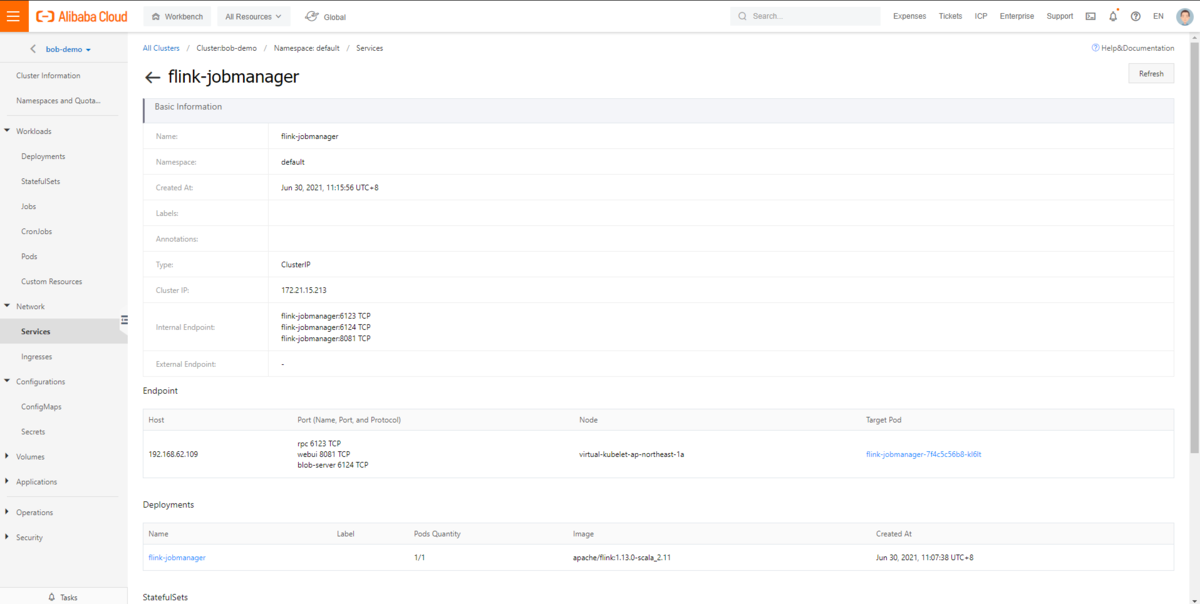 Alibaba Cloud
Workbench
All Resources
Global
Search...
Expenses
Tickets
ICP
Enterprise
Support
EN
bob-demo
Cluster Information
Namespaces and Quota...
Workloads
Deployments
StatefulSets
Jobs
CronJobs
Pods
Custom Resources
Network
Services
Ingresses
Configurations
ConfigMaps
Secrets
Volumes
Applications
Operations
Security
Tasks
All Clusters / Cluster:bob-demo / Namespace: default / Services
Help&Documentation
flink-jobmanager
Refresh
Basic Information
Name: flink-jobmanager
Namespace: default
Created At: Jun 30, 2021, 11:15:56 UTC+8
Labels:
Annotations:
Type: ClusterIP
Cluster IP: 172.21.15.213
Internal Endpoint:
flink-jobmanager:6123 TCP
flink-jobmanager:6124 TCP
flink-jobmanager:8081 TCP
External Endpoint: -
Endpoint
Host Port (Name, Port, and Protocol) Node Target Pod
192.168.62.109
rpc 6123 TCP
webui 8081 TCP
blob-server 6124 TCP
virtual-kubelet-ap-northeast-1a
flink-jobmanager-7f4c5c56b8-kl6lt
Deployments
Name Label Pods Quantity Image Created At
flink-jobmanager 1/1 apache/flink:1.13.0-scala_2.11 Jun 30, 2021, 11:07:38 UTC+8
StatefulSets